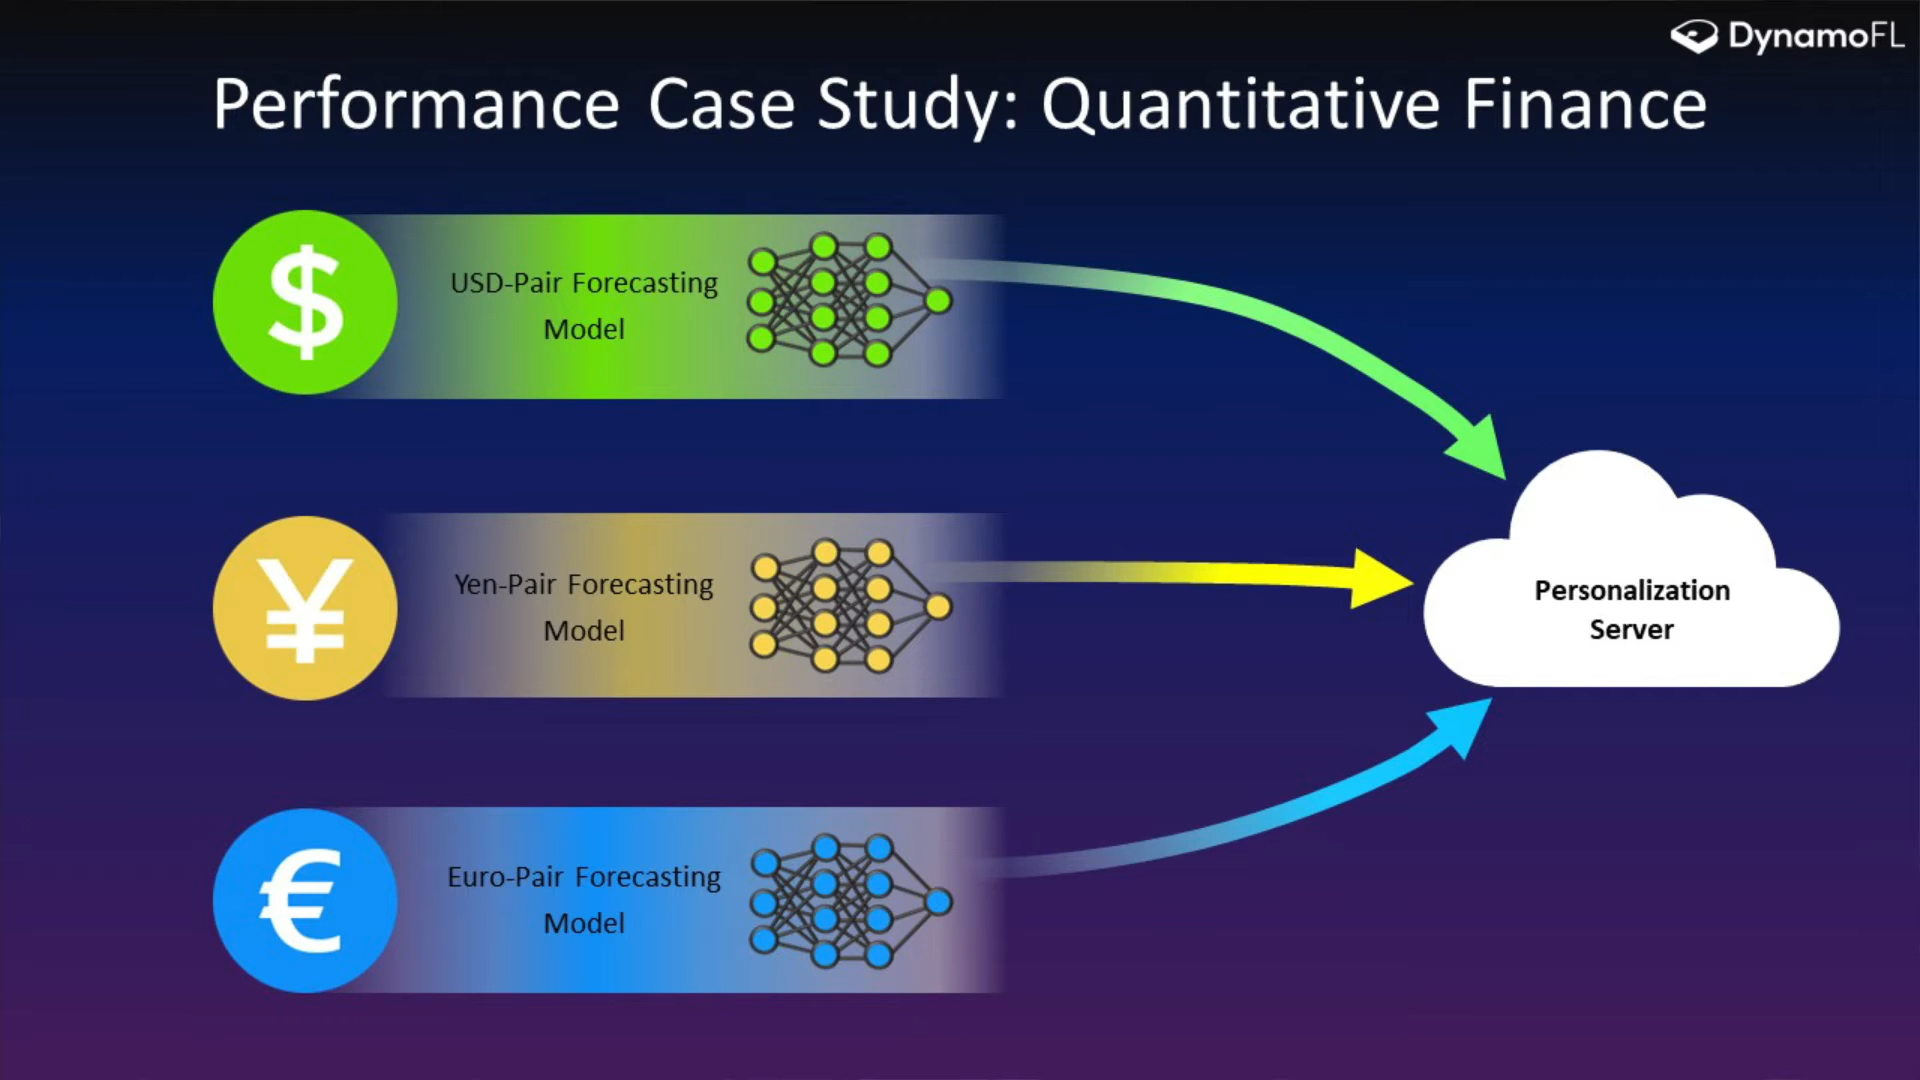 DynamoFL
Performance Case Study: Quantitative Finance
$
USD-Pair Forecasting
Model
¥
Yen-Pair Forecasting
Model
Personalization
Server
€
Euro-Pair Forecasting
Model